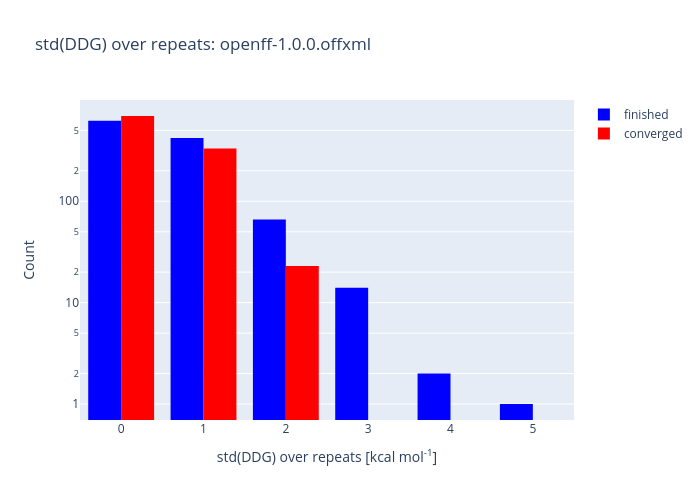 std(DDG) over repeats: openff-1.0.0.offxml
finished
converged
5
2
100
5
2
10
5
2
1
Count
0 1 2 3 4 5
std(DDG) over repeats [kcal mol⁻¹]